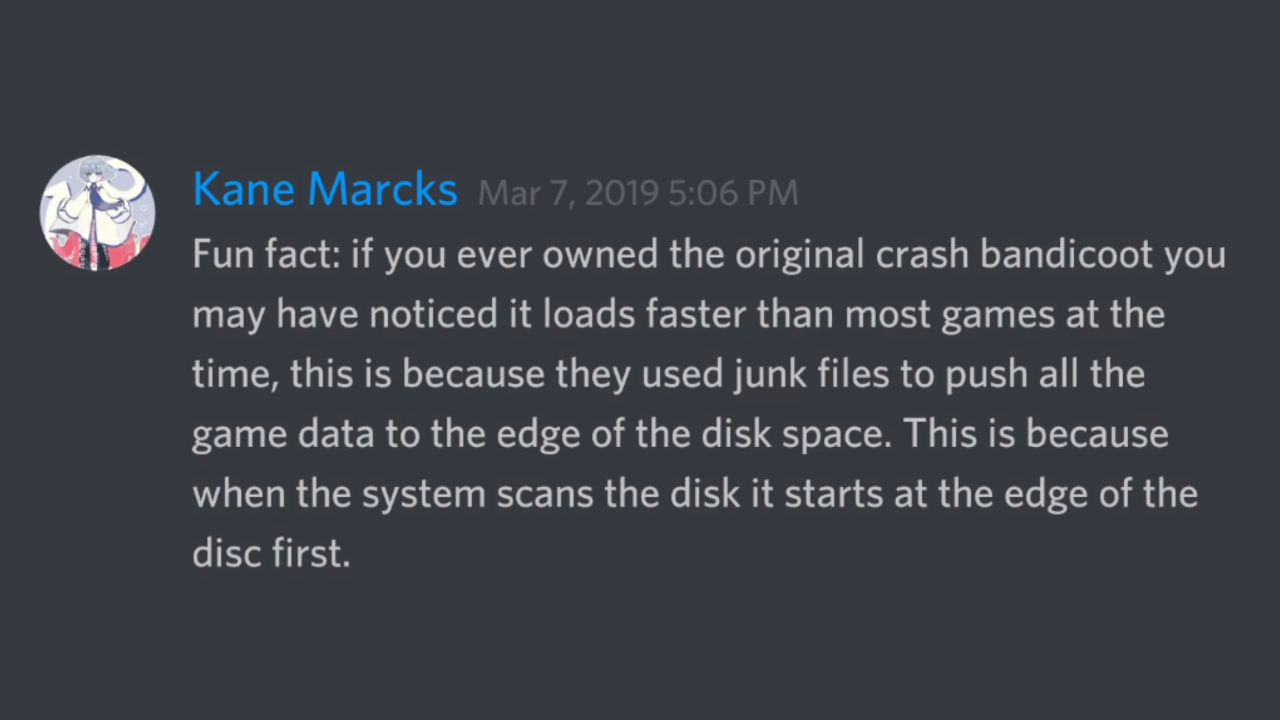 Kane Marcks Mar 7, 2019 5:06 PM
Fun fact: if you ever owned the original crash bandicoot you
may have noticed it loads faster than most games at the
time, this is because they used junk files to push all the
game data to the edge of the disk space. This is because
when the system scans the disk it starts at the edge of the
disc first.